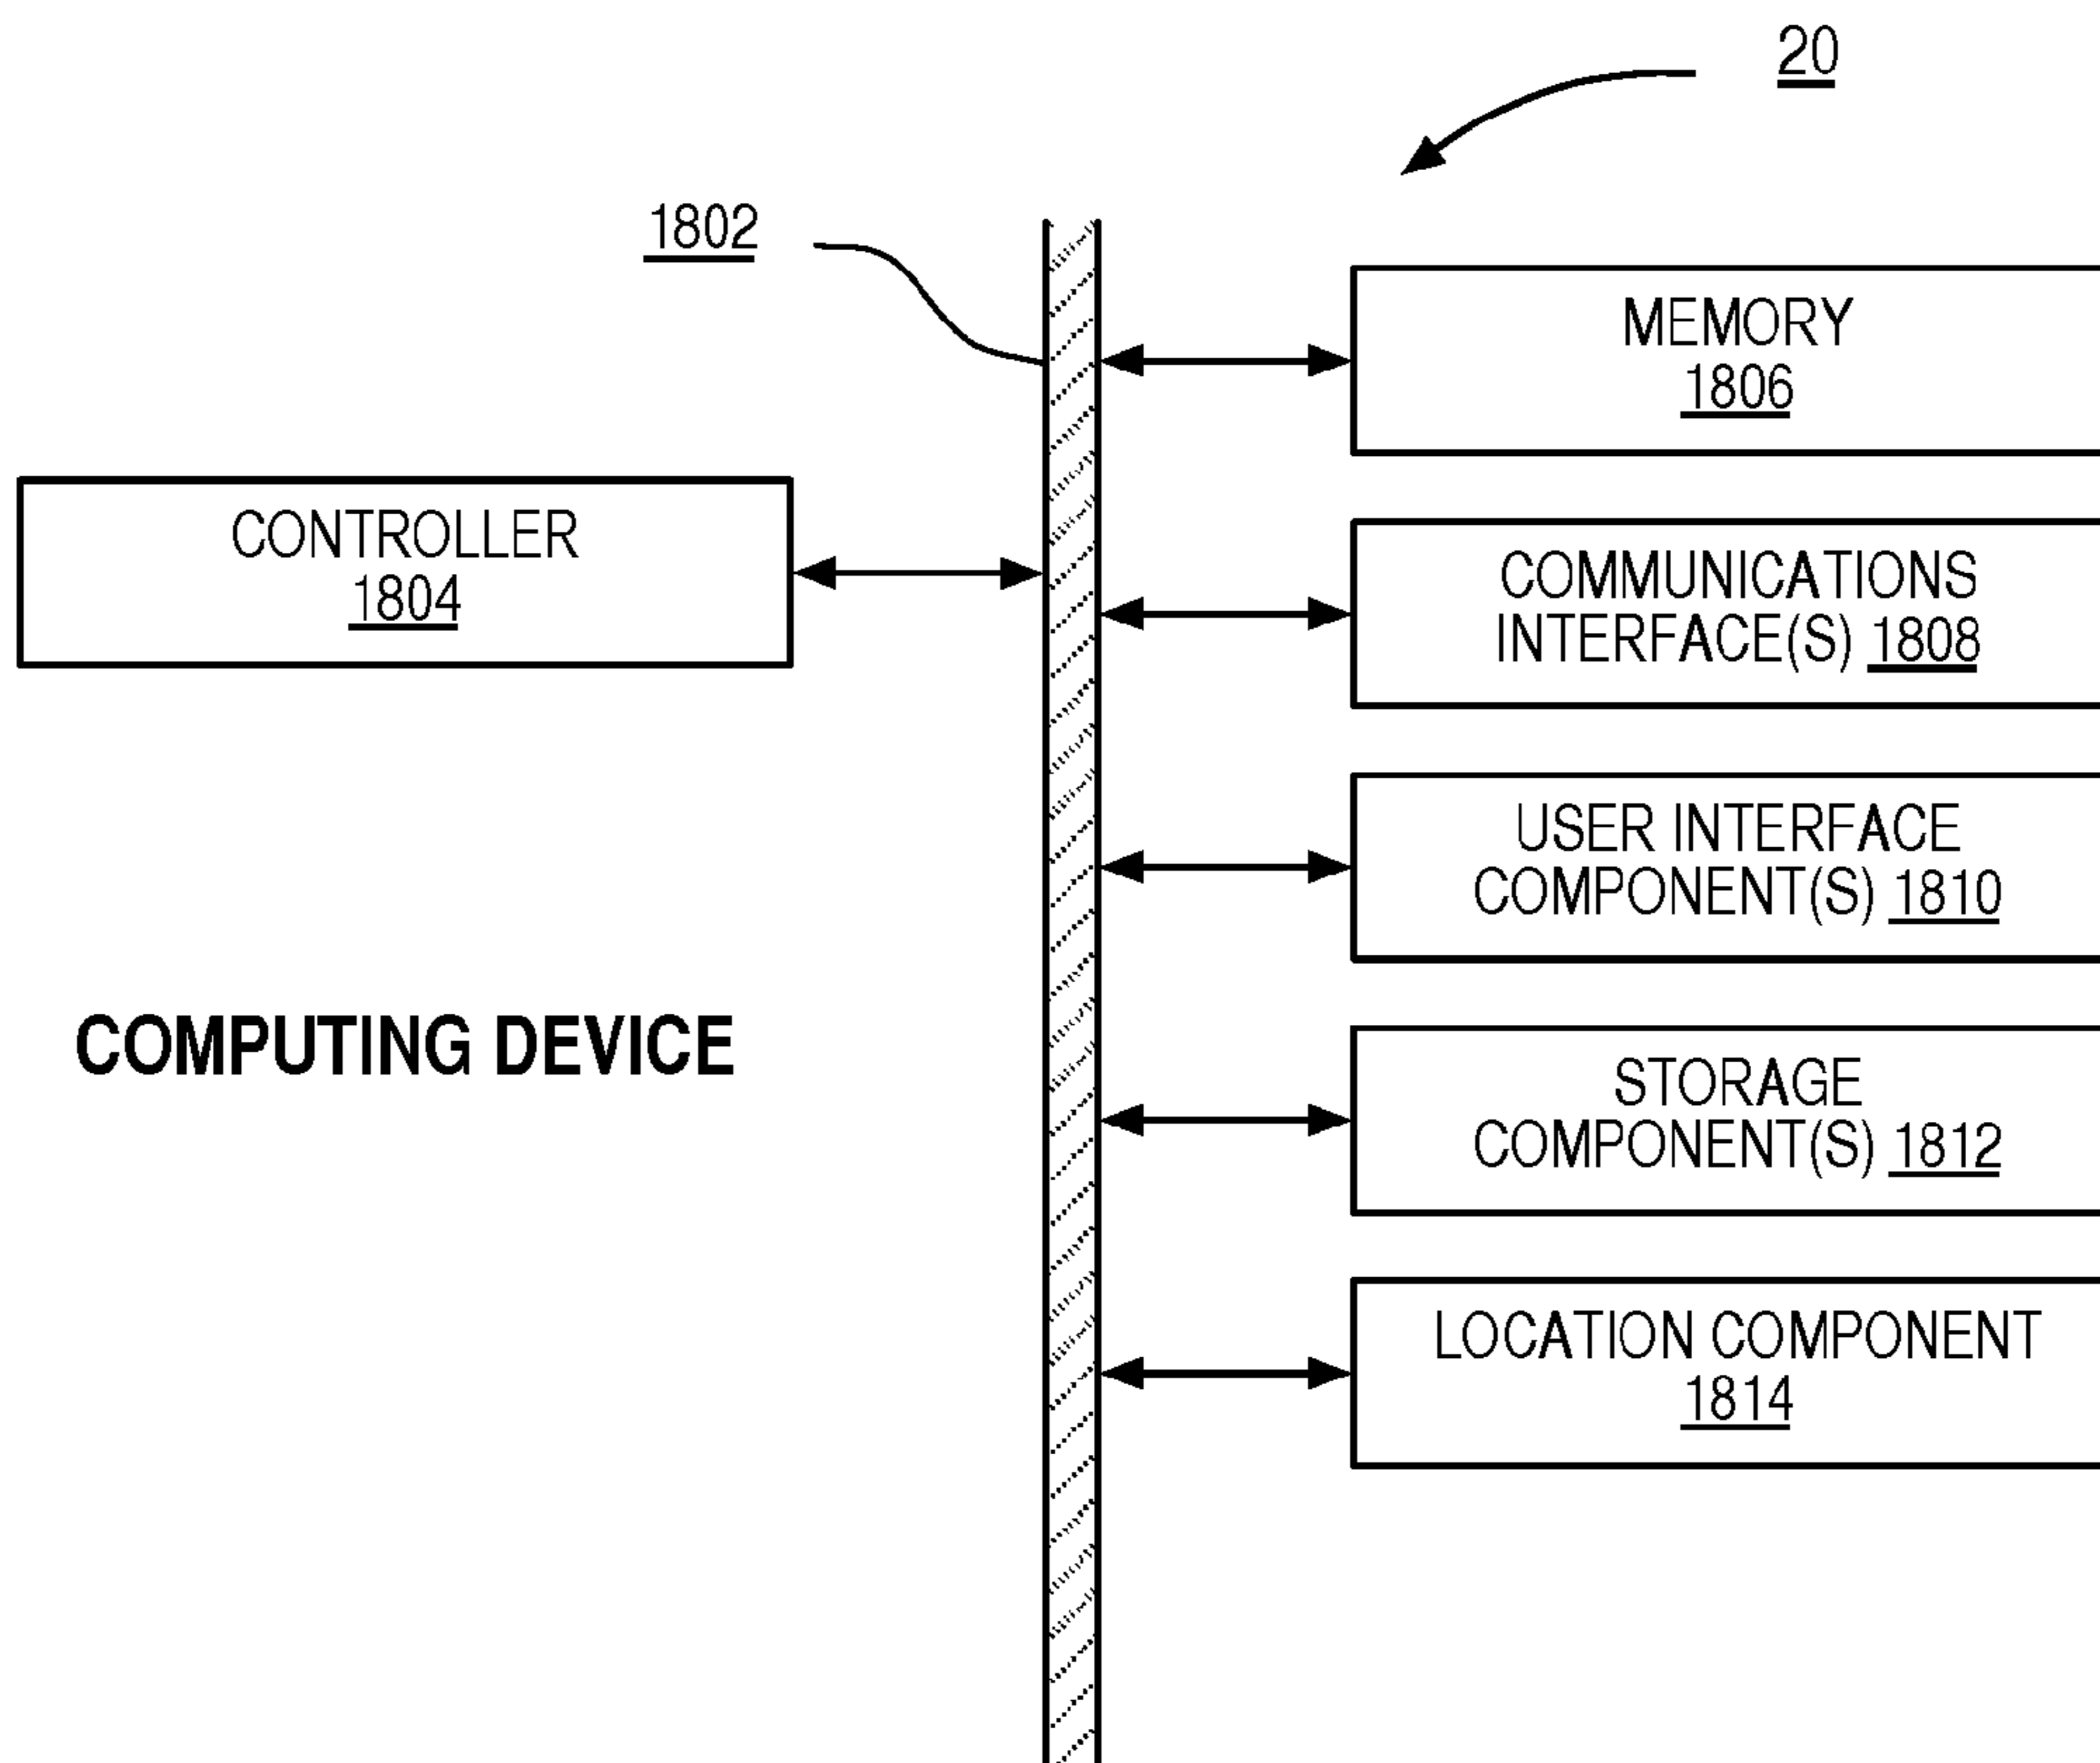 20
1802
MEMORY
1806
CONTROLLER
1804
COMMUNICATIONS
INTERFACE(S) 1808
USER INTERFACE
COMPONENT(S) 1810
COMPUTING DEVICE
STORAGE
COMPONENT(S) 1812
LOCATION COMPONENT
1814